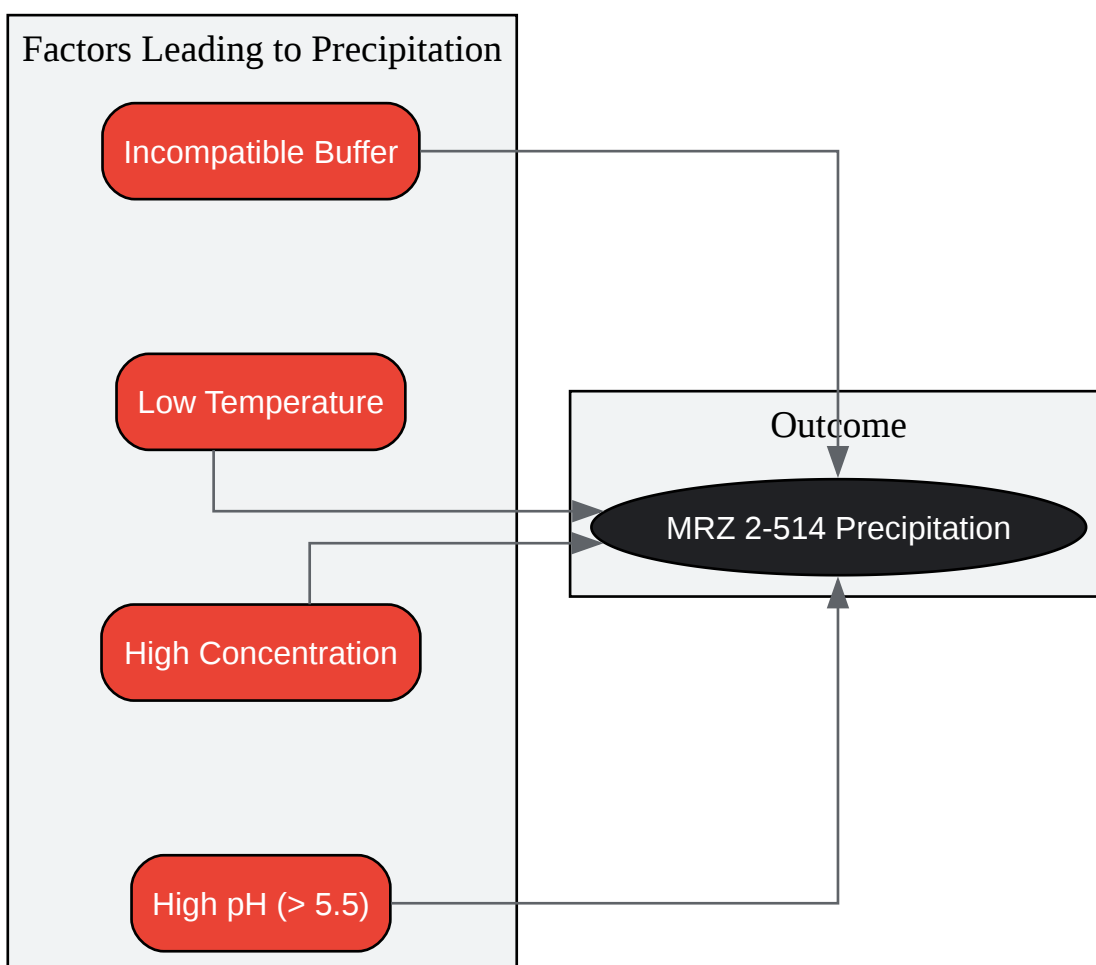 Factors Leading to Precipitation
Incompatible Buffer
Low Temperature
High Concentration
High pH (> 5.5)
Outcome
MRZ 2-514 Precipitation